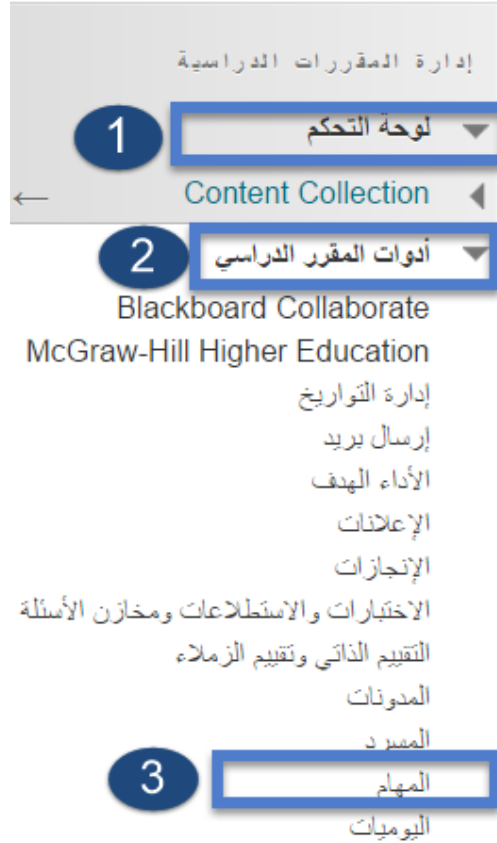 إدارة المقررات الدراسية
1 لوحة التحكم
Content Collection
2 أدوات المقرر الدراسي
Blackboard Collaborate
McGraw-Hill Higher Education
إدارة التواريخ
إرسال بريد
الأداء الهدف
الإعلانات
الإنجازات
الاختبارات والاستطلاعات ومخازن الأسئلة
التقييم الذاتي وتقييم الزملاء
المدونات
المسرد
3 المهام
اليوميات